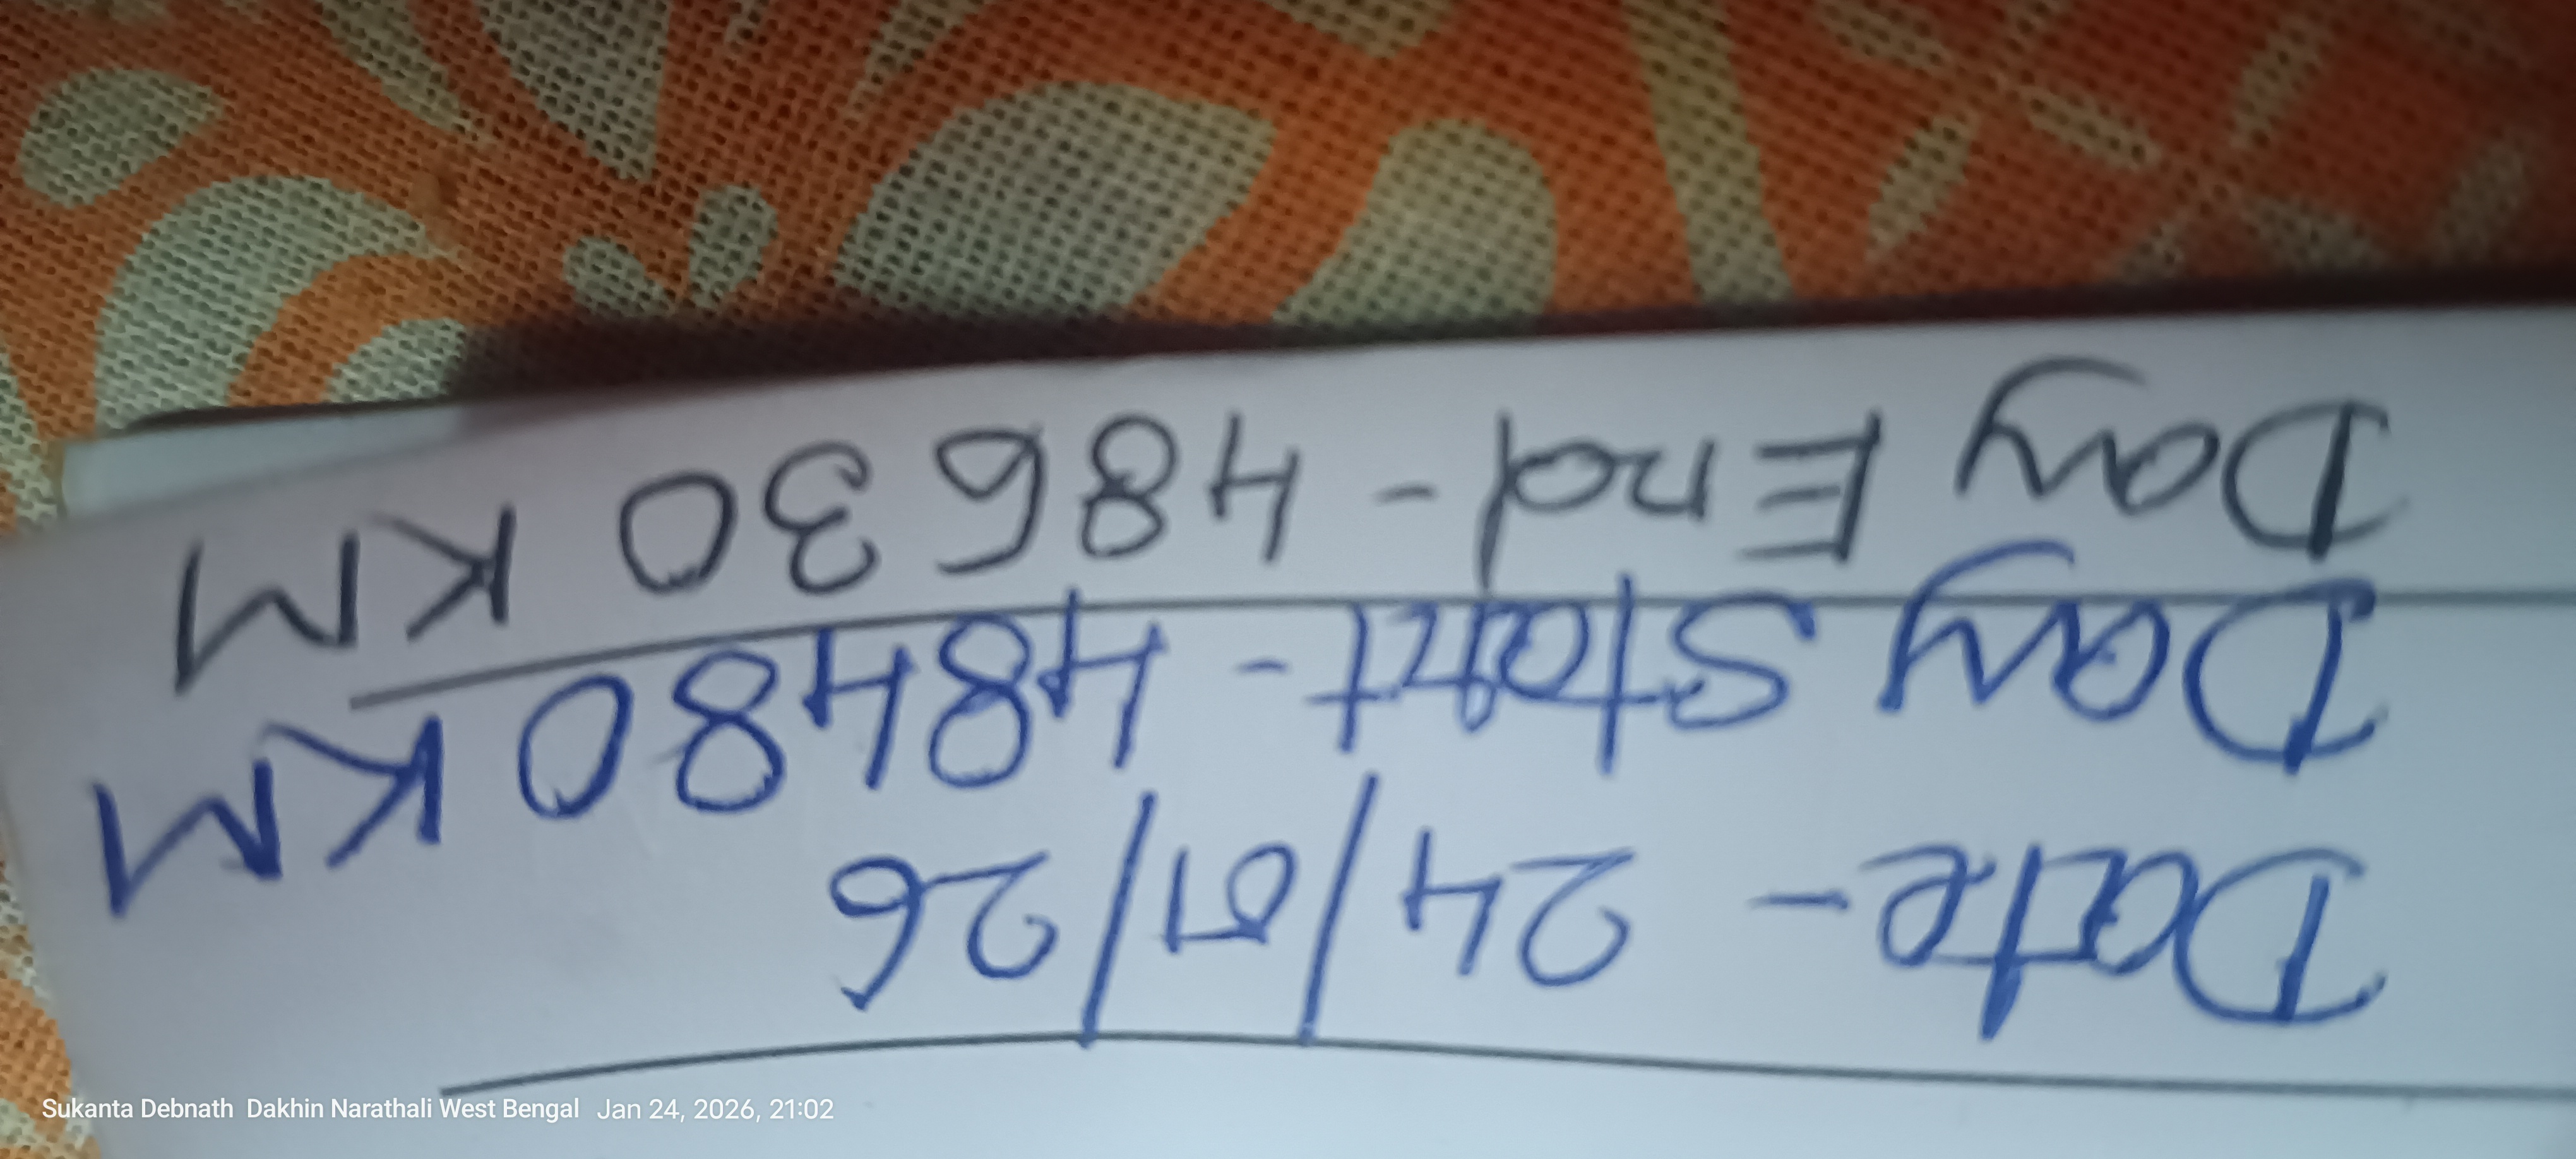 Date - 24/01/26
Day Start - 48480 KM
Day End - 48630 KM
Sukanta Debnath Dakhin Narathali West Bengal Jan 24, 2026, 21:02